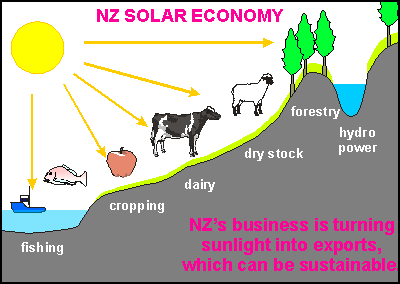 NZ SOLAR ECONOMY
forestry
hydro
power
dry stock
dairy
cropping
fishing
NZ's business is turning
sunlight into exports,
which can be sustainable